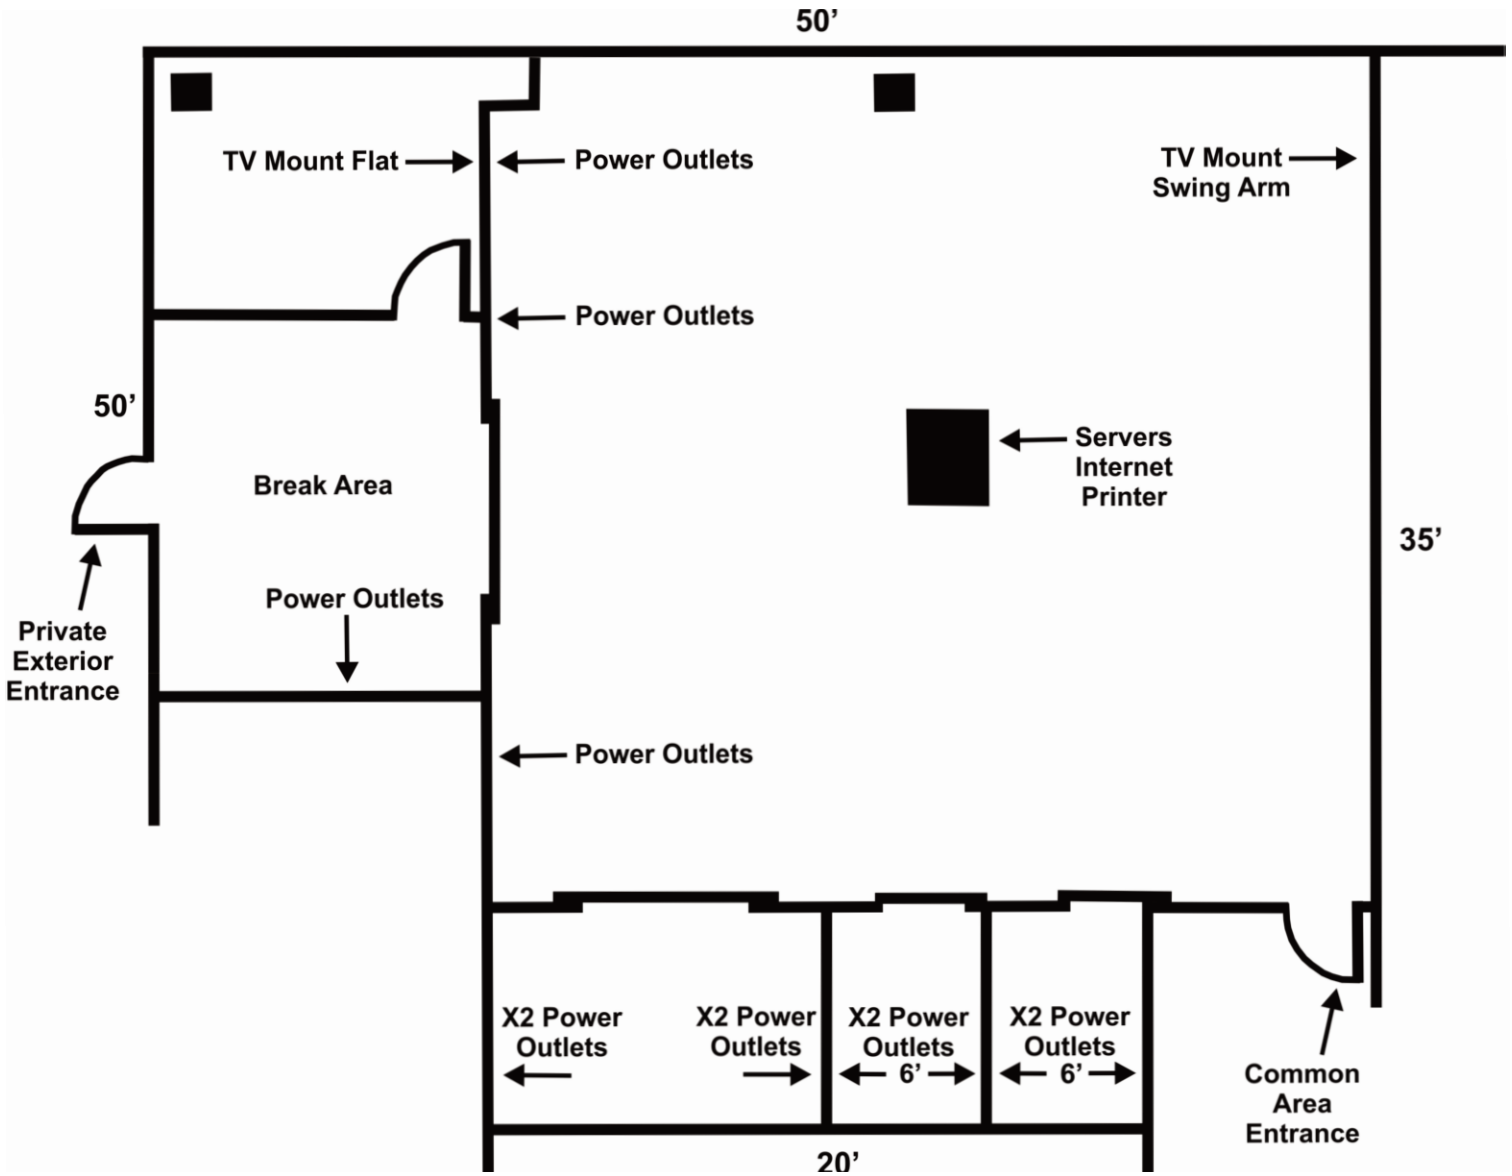 50’
TV Mount Flat
Power Outlets
TV Mount
Swing Arm
Power Outlets
50’
Servers
Internet
Printer
Break Area
35’
Power Outlets
Private
Exterior
Entrance
Power Outlets
X2 Power
Outlets
X2 Power
Outlets
X2 Power
Outlets
6’
X2 Power
Outlets
6’
Common
Area
Entrance
20’